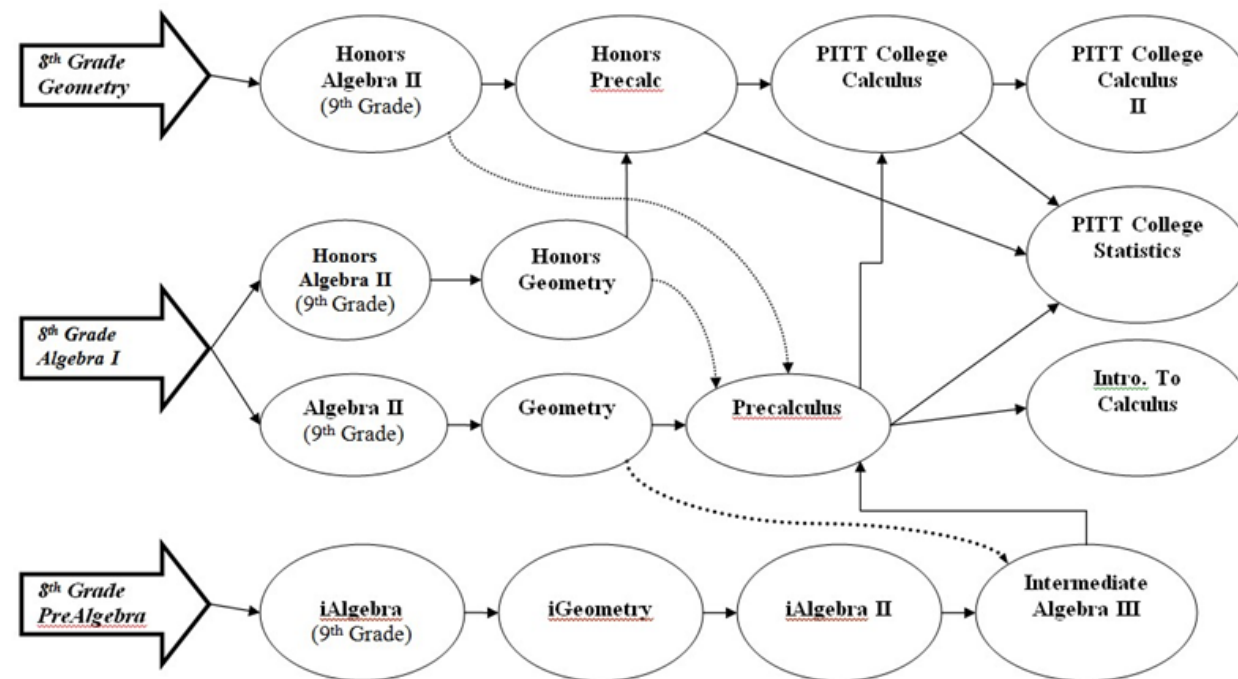 8th Grade
Geometry
Honors
Algebra II
(9th Grade)
Honors
Precalc
PITT College
Calculus
PITT College
Calculus
II
PITT College
Statistics
8th Grade
Algebra I
Honors
Algebra II
(9th Grade)
Honors
Geometry
Algebra II
(9th Grade)
Geometry
Precalculus
Intro. To
Calculus
8th Grade
PreAlgebra
iAlgebra
(9th Grade)
iGeometry
iAlgebra II
Intermediate
Algebra III